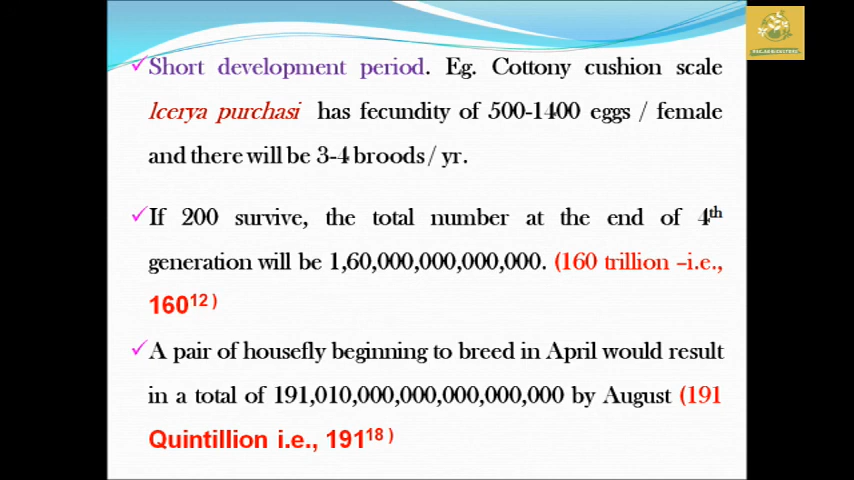 ✓Short development period. Eg. Cottony cushion scale
Icerya purchasi has fecundity of 500-1400 eggs / female
and there will be 3-4 broods / yr.
✓If 200 survive, the total number at the end of 4th
generation will be 1,60,000,000,000,000. (160 trillion –i.e.,
160¹²⁾
✓A pair of housefly beginning to breed in April would result
in a total of 191,010,000,000,000,000,000 by August (191
Quintillion i.e., 191¹⁸⁾